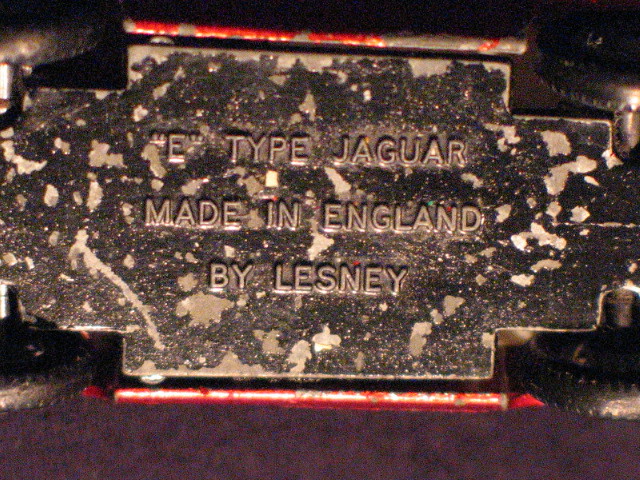 "E" TYPE JAGUAR
MADE IN ENGLAND
BY LESNEY